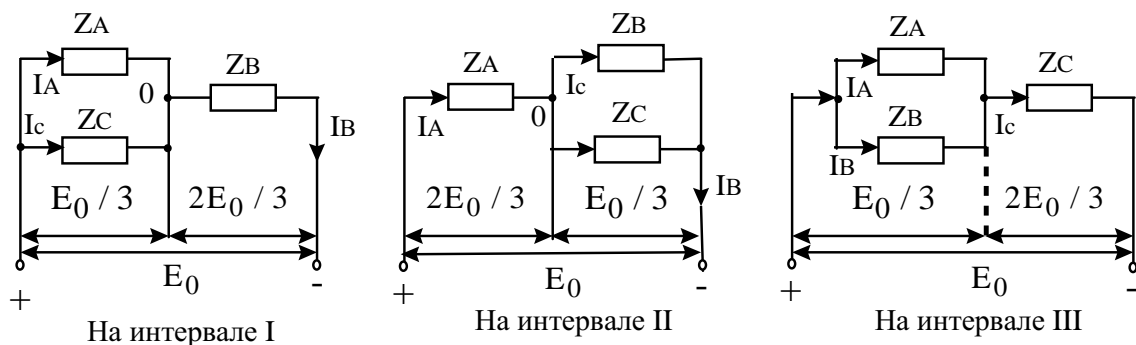 ZA
ZB
IA
0
Ic
ZC
IB
E0 / 3
2E0 / 3
E0
+
-
На интервале I
ZB
ZA
Ic
IA
0
ZC
IB
2E0 / 3
E0 / 3
E0
+
-
На интервале II
ZA
ZC
IA
Ic
ZB
IB
E0 / 3
2E0 / 3
E0
+
-
На интервале III